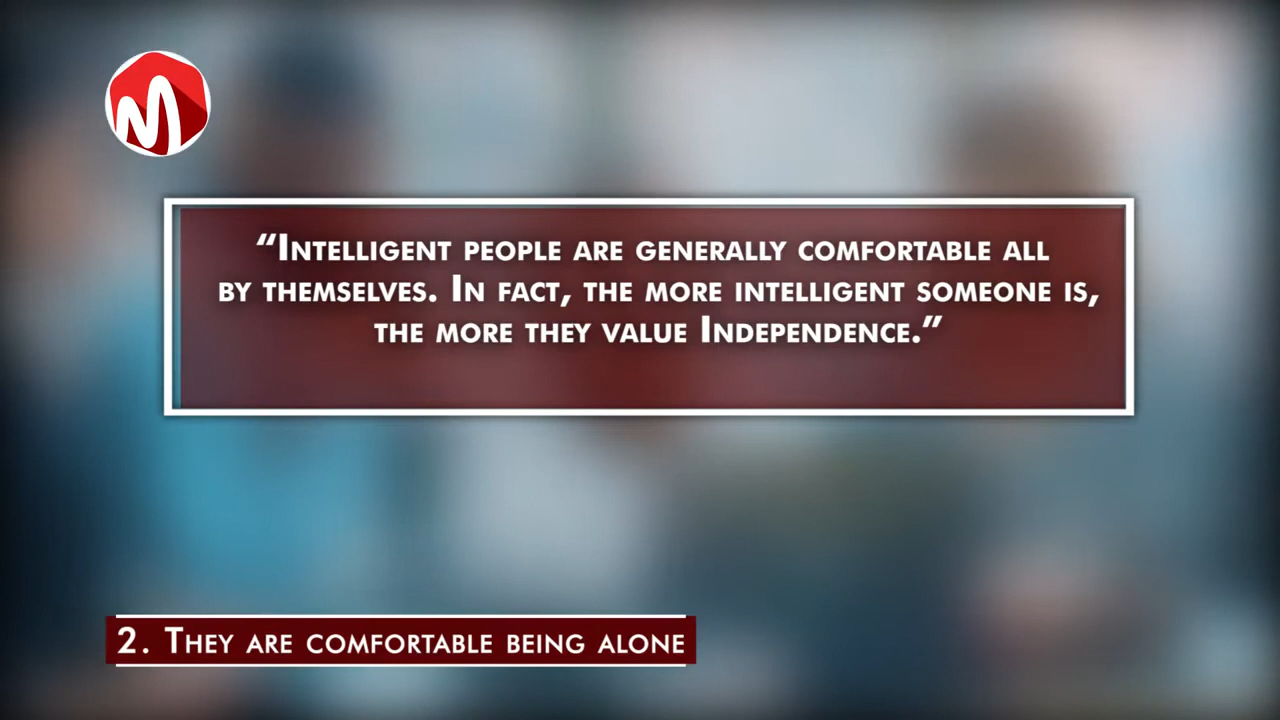 “Intelligent people are generally comfortable all
by themselves. In fact, the more intelligent someone is,
the more they value Independence.”
2. They are comfortable being alone